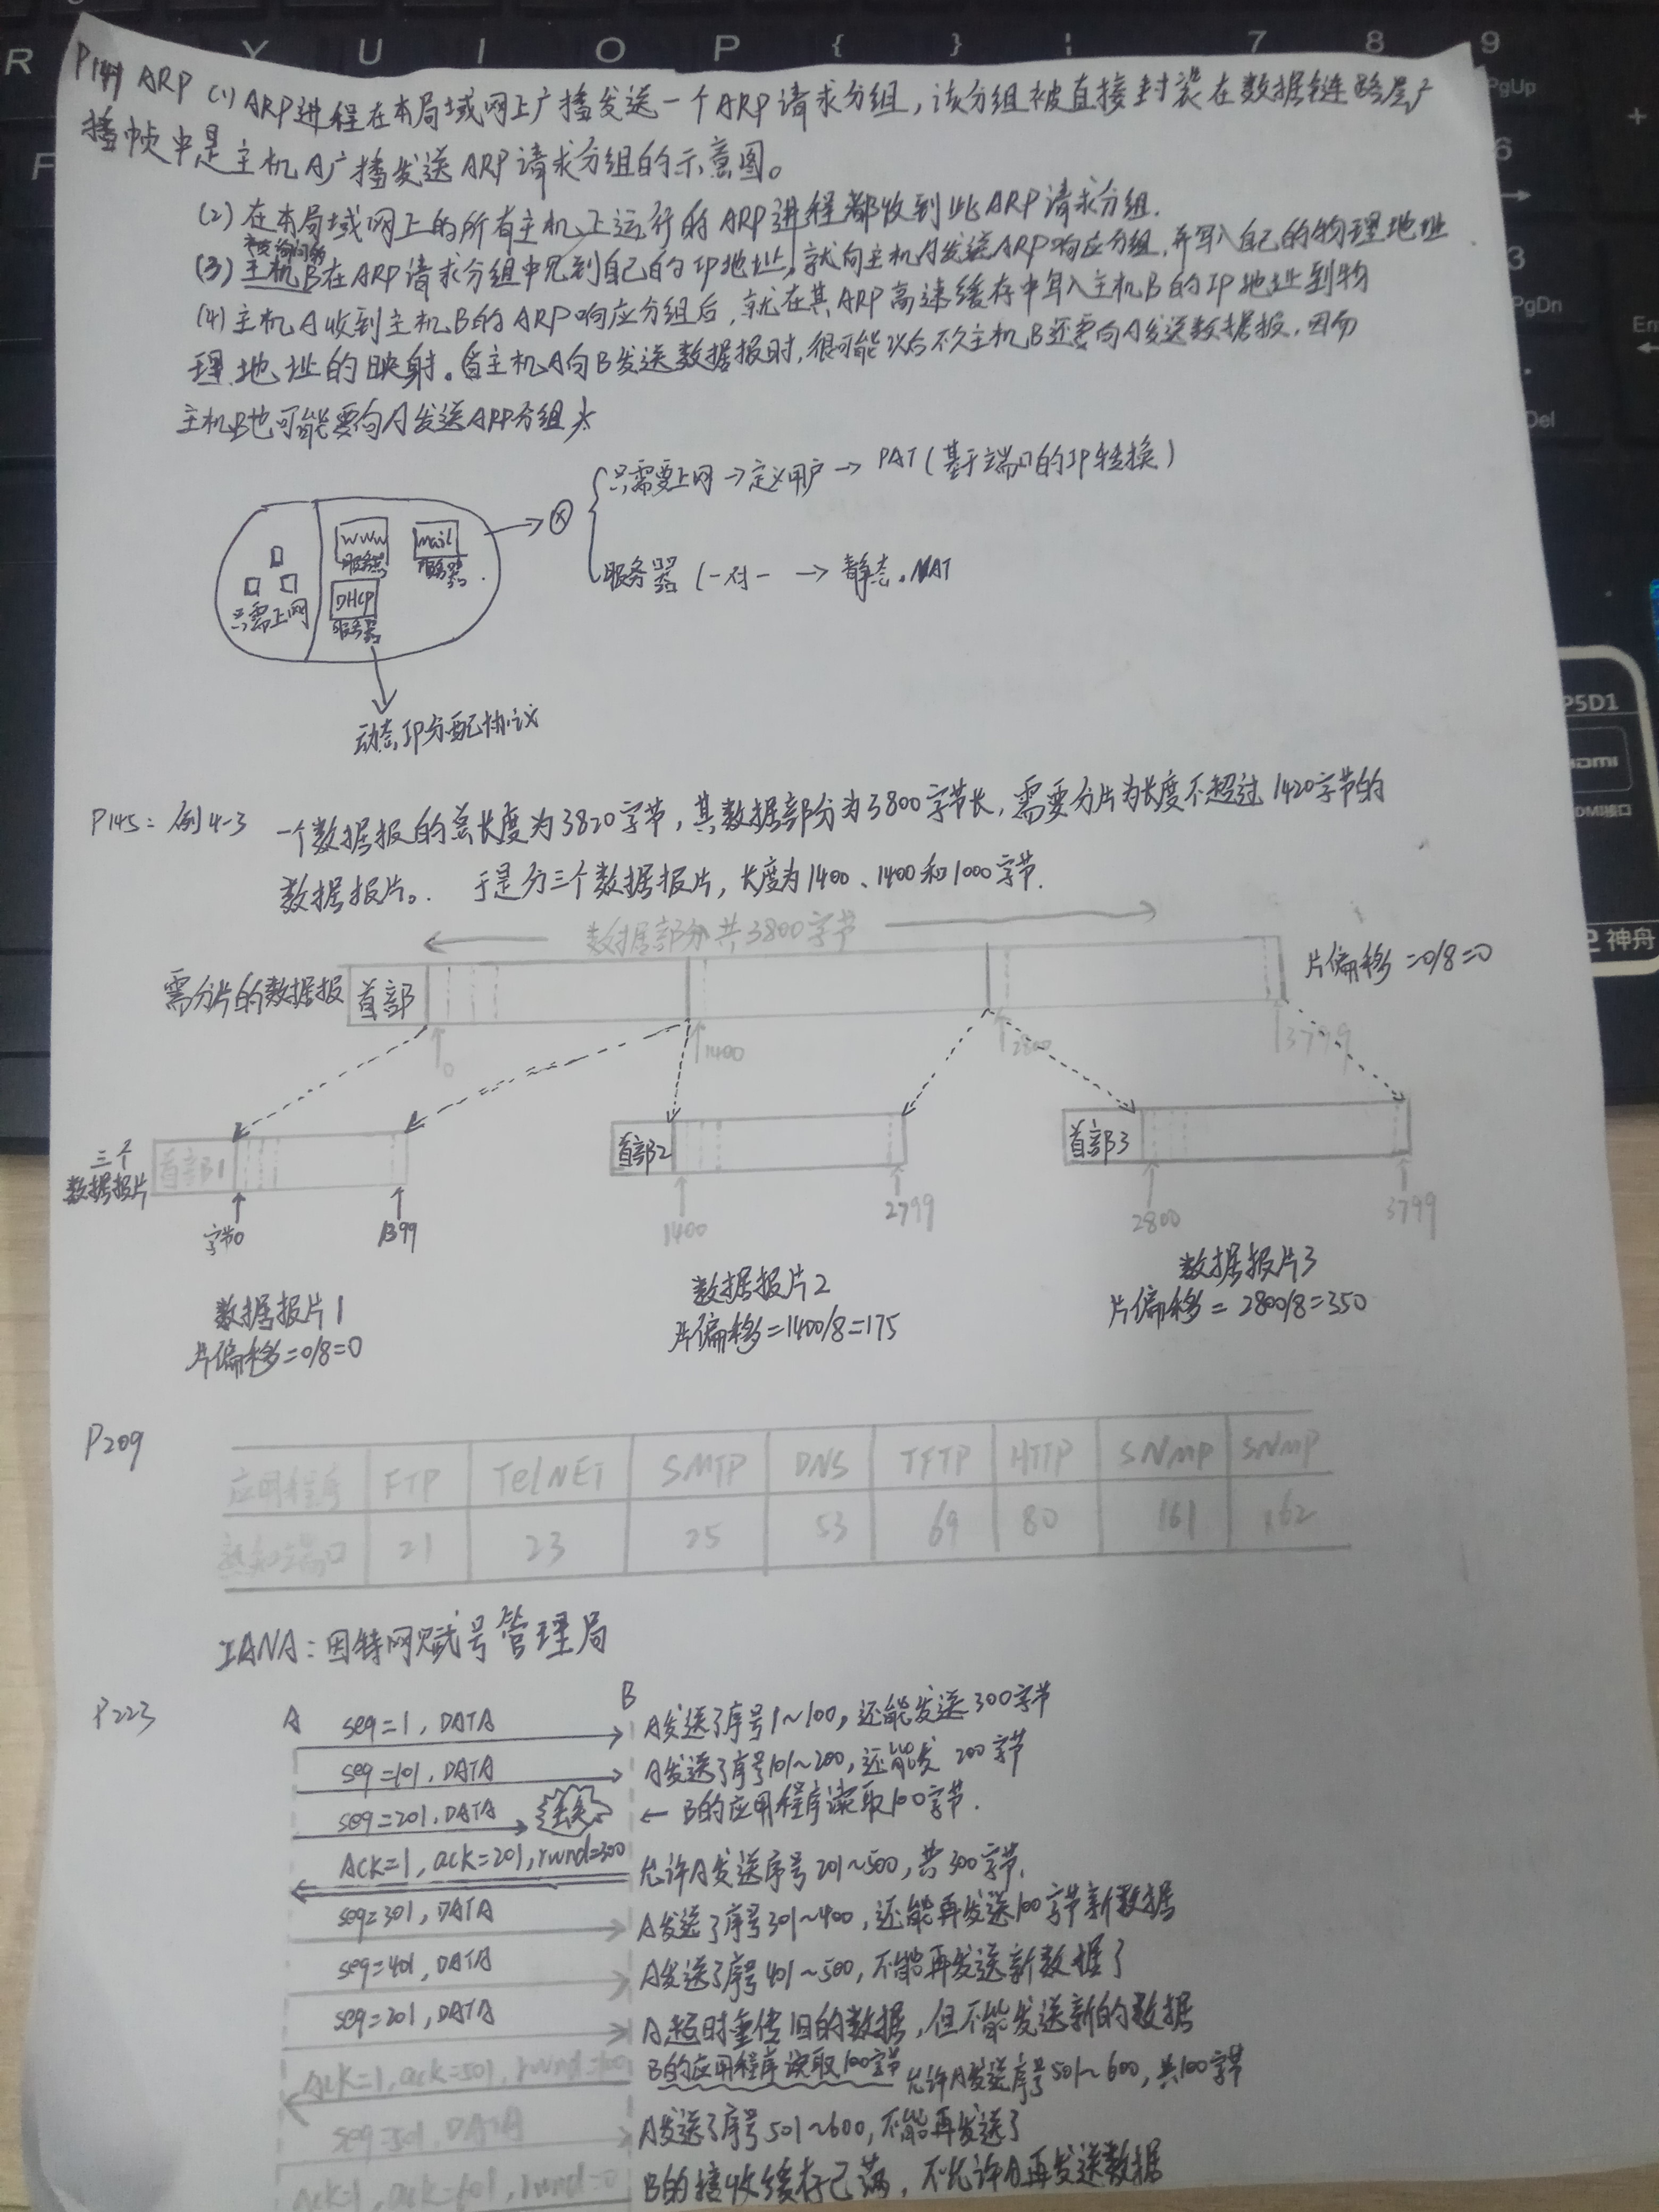 P141 ARP (1) ARP进程在本局域网上广播发送一个ARP请求分组，该分组被直接封装在数据链路层广
播帧中是主机A广播发送ARP请求分组的示意图。
(2) 在本局域网上的所有主机上运行的ARP进程都收到此ARP请求分组.
(3) 主机B在ARP请求分组中见到自己的IP地址，就向主机A发送ARP响应分组，并写入自己的物理地址
(4) 主机A收到主机B的ARP响应分组后，就在其ARP高速缓存中写入主机B的IP地址到物
理地址的映射。当主机A向B发送数据报时，很可能以后不久主机B还要向A发送数据报，因而
主机B也可能要向A发送ARP分组
只需要上网→定义用户→PAT(基于端口的IP转换)
www
服务器
mail
服务器
DHCP
服务器
只需上网
服务器(一对一 → 静态NAT
动态IP分配协议
P145: 例4-3 一个数据报的总长度为3820字节，其数据部分为3800字节长，需要分片为长度不超过1420字节的
数据报片。于是分三个数据报片，长度为1400、1400和1000字节.
数据部分共3800字节
需分片的数据报 首部 片偏移=0/8=0
0 1400 2800 3799
三个
数据报片 首部1 首部2 首部3
字节0 1399 1400 2799 2800 3799
数据报片1 数据报片2 数据报片3
片偏移=0/8=0 片偏移=1400/8=175 片偏移=2800/8=350
P209
应用程序 FTP TelNET SMTP DNS TFTP HTTP SNMP SNMP
熟知端口 21 23 25 53 69 80 161 162
IANA: 因特网赋号管理局
P223
A B
seq=1, DATA A发送了序号1~100，还能发送300字节
seq=101, DATA A发送了序号101~200，还能发200字节
seq=201, DATA 丢失 ← B的应用程序读取100字节.
ACK=1, ack=201, rwnd=300 允许A发送序号201~500，共300字节.
seq=301, DATA A发送了序号301~400，还能再发送100字节新数据
seq=401, DATA A发送了序号401~500，不能再发送新数据了
seq=201, DATA A超时重传旧的数据，但不能发送新的数据
ACK=1, ack=501, rwnd=100 B的应用程序读取100字节 允许A发送序号501~600，共100字节
seq=501, DATA A发送了序号501~600，不能再发送了
ACK=1, ack=601, rwnd=0 B的接收缓存已满，不允许A再发送数据
R Y U I O P { } 7 8 9
PgUp
6
F
3
PgDn
Del
P5D1
HDMI
HDMI接口
神舟